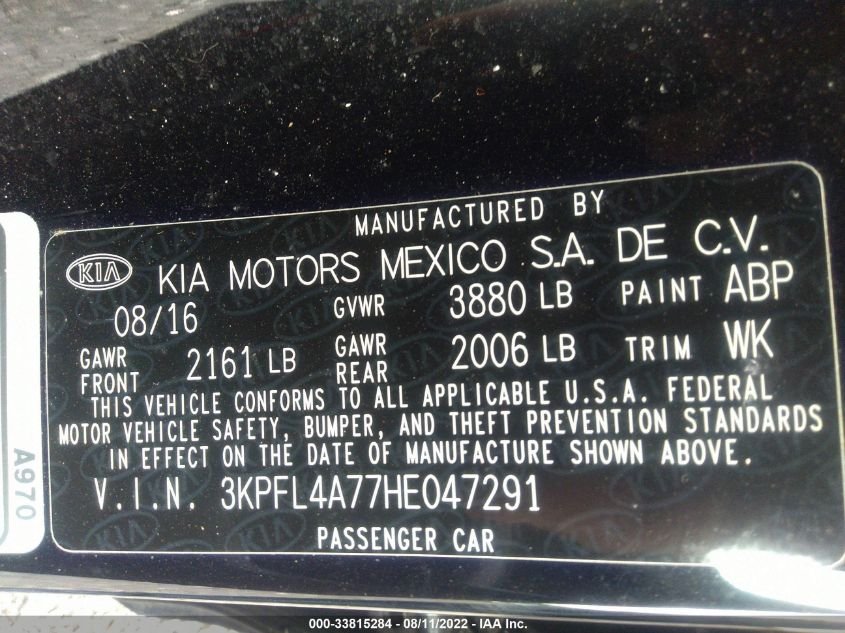 MANUFACTURED BY
KIA KIA MOTORS MEXICO S.A. DE C.V.
08/16 GVWR 3880 LB PAINT ABP
GAWR FRONT 2161 LB GAWR REAR 2006 LB TRIM WK
THIS VEHICLE CONFORMS TO ALL APPLICABLE U.S.A. FEDERAL
MOTOR VEHICLE SAFETY, BUMPER, AND THEFT PREVENTION STANDARDS
IN EFFECT ON THE DATE OF MANUFACTURE SHOWN ABOVE.
V.I.N. 3KPFL4A77HE047291
PASSENGER CAR
A970
000-33815284 - 08/11/2022 - IAA Inc.